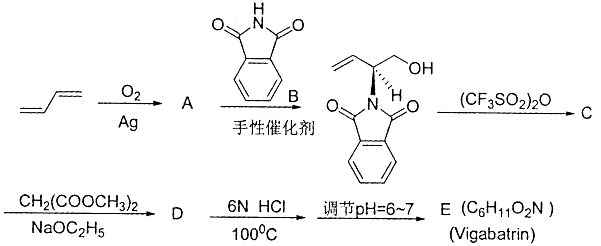 H
O N O
O₂
Ag
A
B
手性催化剂
OH
H
N
O O
(CF₃SO₂)₂O
C
CH₂(COOCH₃)₂
NaOC₂H₅
D
6N HCl
100⁰C
调节pH=6~7
E (C₆H₁₁O₂N)
(Vigabatrin)